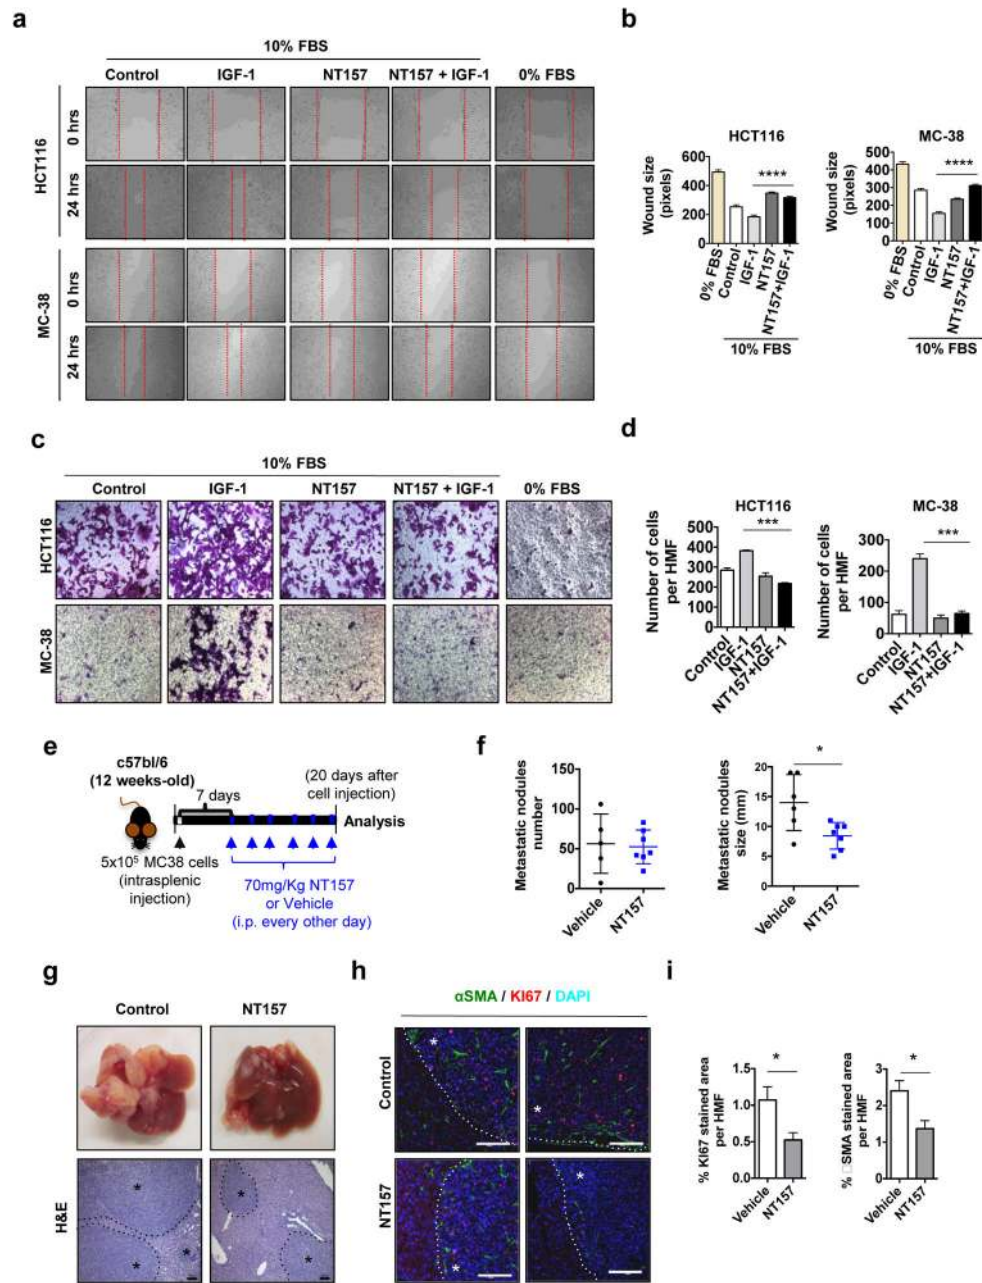 a
10% FBS
Control IGF-1 NT157 NT157 + IGF-1 0% FBS
HCT116
0 hrs
24 hrs
MC-38
0 hrs
24 hrs
b
HCT116
Wound size
(pixels)
600
400
200
0
****
0% FBS
Control
IGF-1
NT157
NT157+IGF-1
10% FBS
MC-38
Wound size
(pixels)
500
400
300
200
100
0
****
0% FBS
Control
IGF-1
NT157
NT157+IGF-1
10% FBS
c
10% FBS
Control IGF-1 NT157 NT157 + IGF-1 0% FBS
HCT116
MC-38
d
HCT116
Number of cells
per HMF
500
400
300
200
100
0
***
Control
IGF-1
NT157
NT157+IGF-1
MC-38
Number of cells
per HMF
300
200
100
0
***
Control
IGF-1
NT157
NT157+IGF-1
e
c57bl/6
(12 weeks-old)
7 days
(20 days after
cell injection)
Analysis
5x10⁵ MC38 cells
(intrasplenic
injection)
70mg/Kg NT157
or Vehicle
(i.p. every other day)
f
Metastatic nodules
number
150
100
50
0
Vehicle
NT157
Metastatic nodules
size (mm)
20
15
10
5
0
*
Vehicle
NT157
g
Control NT157
H&E
* * *
*
*
h
αSMA / KI67 / DAPI
Control
* *
NT157
* *
i
% KI67 stained area
per HMF
1.5
1.0
0.5
0.0
*
Vehicle
NT157
% □SMA stained area
per HMF
3
2
1
0
*
Vehicle
NT157